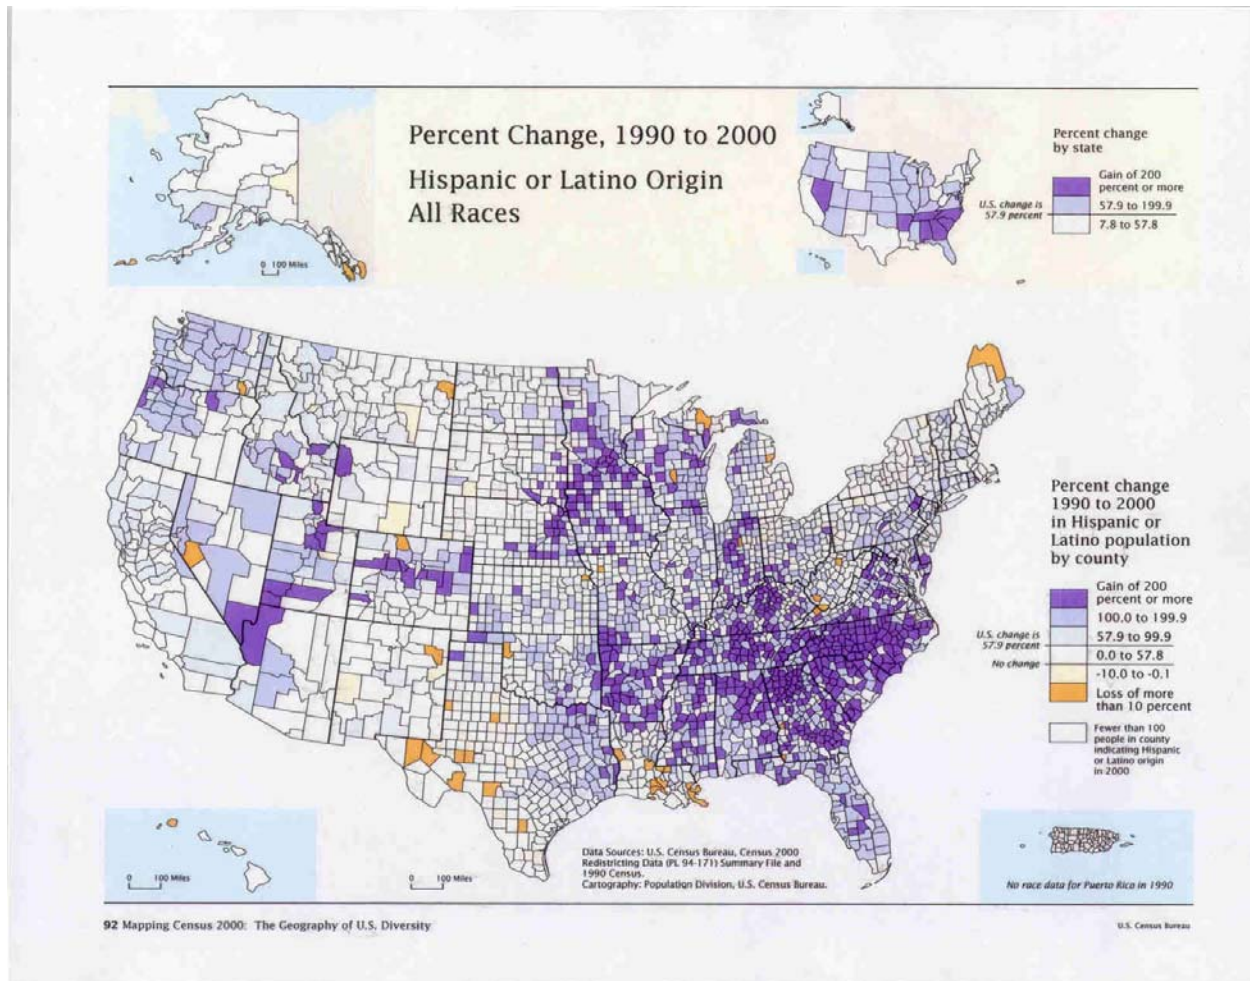 Percent Change, 1990 to 2000
Hispanic or Latino Origin
All Races
0 100 Miles
Percent change
by state
Gain of 200
percent or more
57.9 to 199.9
7.8 to 57.8
U.S. change is
57.9 percent
Percent change
1990 to 2000
in Hispanic or
Latino population
by county
Gain of 200
percent or more
100.0 to 199.9
57.9 to 99.9
0.0 to 57.8
-10.0 to -0.1
Loss of more
than 10 percent
U.S. change is
57.9 percent
No change
Fewer than 100
people in county
indicating Hispanic
or Latino origin
in 2000
0 100 Miles
0 100 Miles
Data Sources: U.S. Census Bureau, Census 2000
Redistricting Data (PL 94-171) Summary File and
1990 Census.
Cartography: Population Division, U.S. Census Bureau.
No race data for Puerto Rico in 1990
92 Mapping Census 2000: The Geography of U.S. Diversity
U.S. Census Bureau